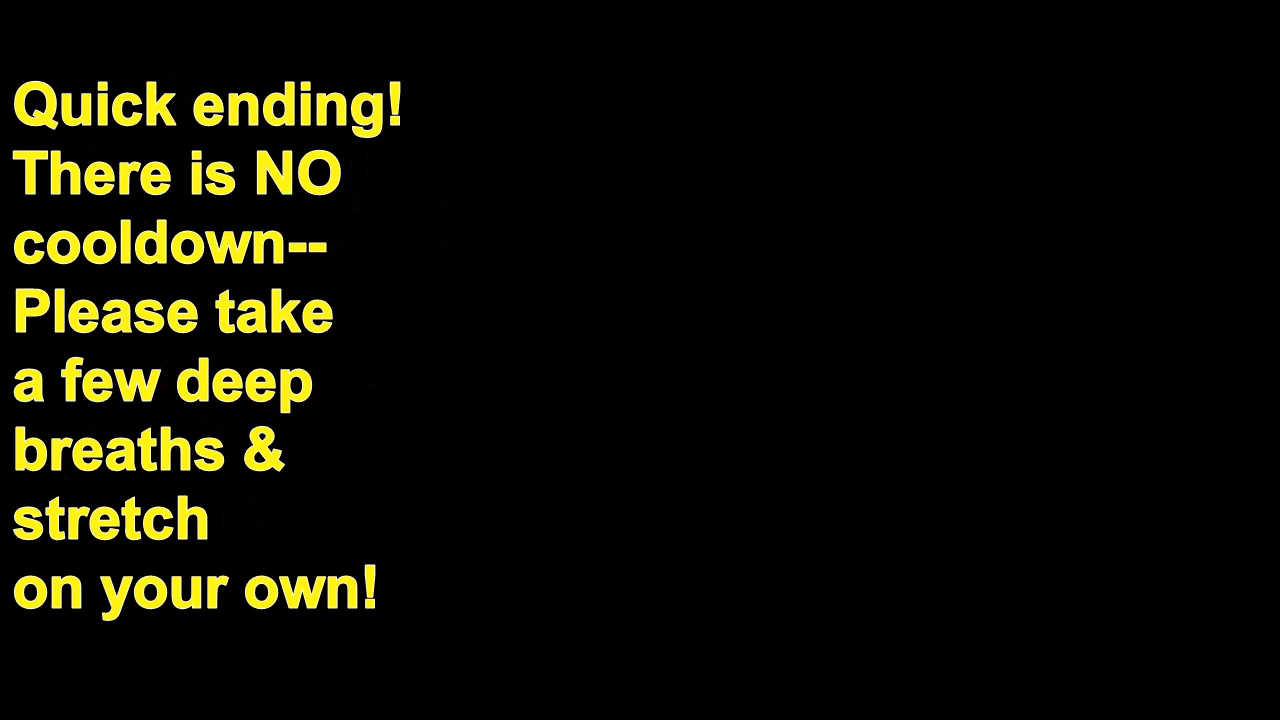 Quick ending!
There is NO
cooldown--
Please take
a few deep
breaths &
stretch
on your own!